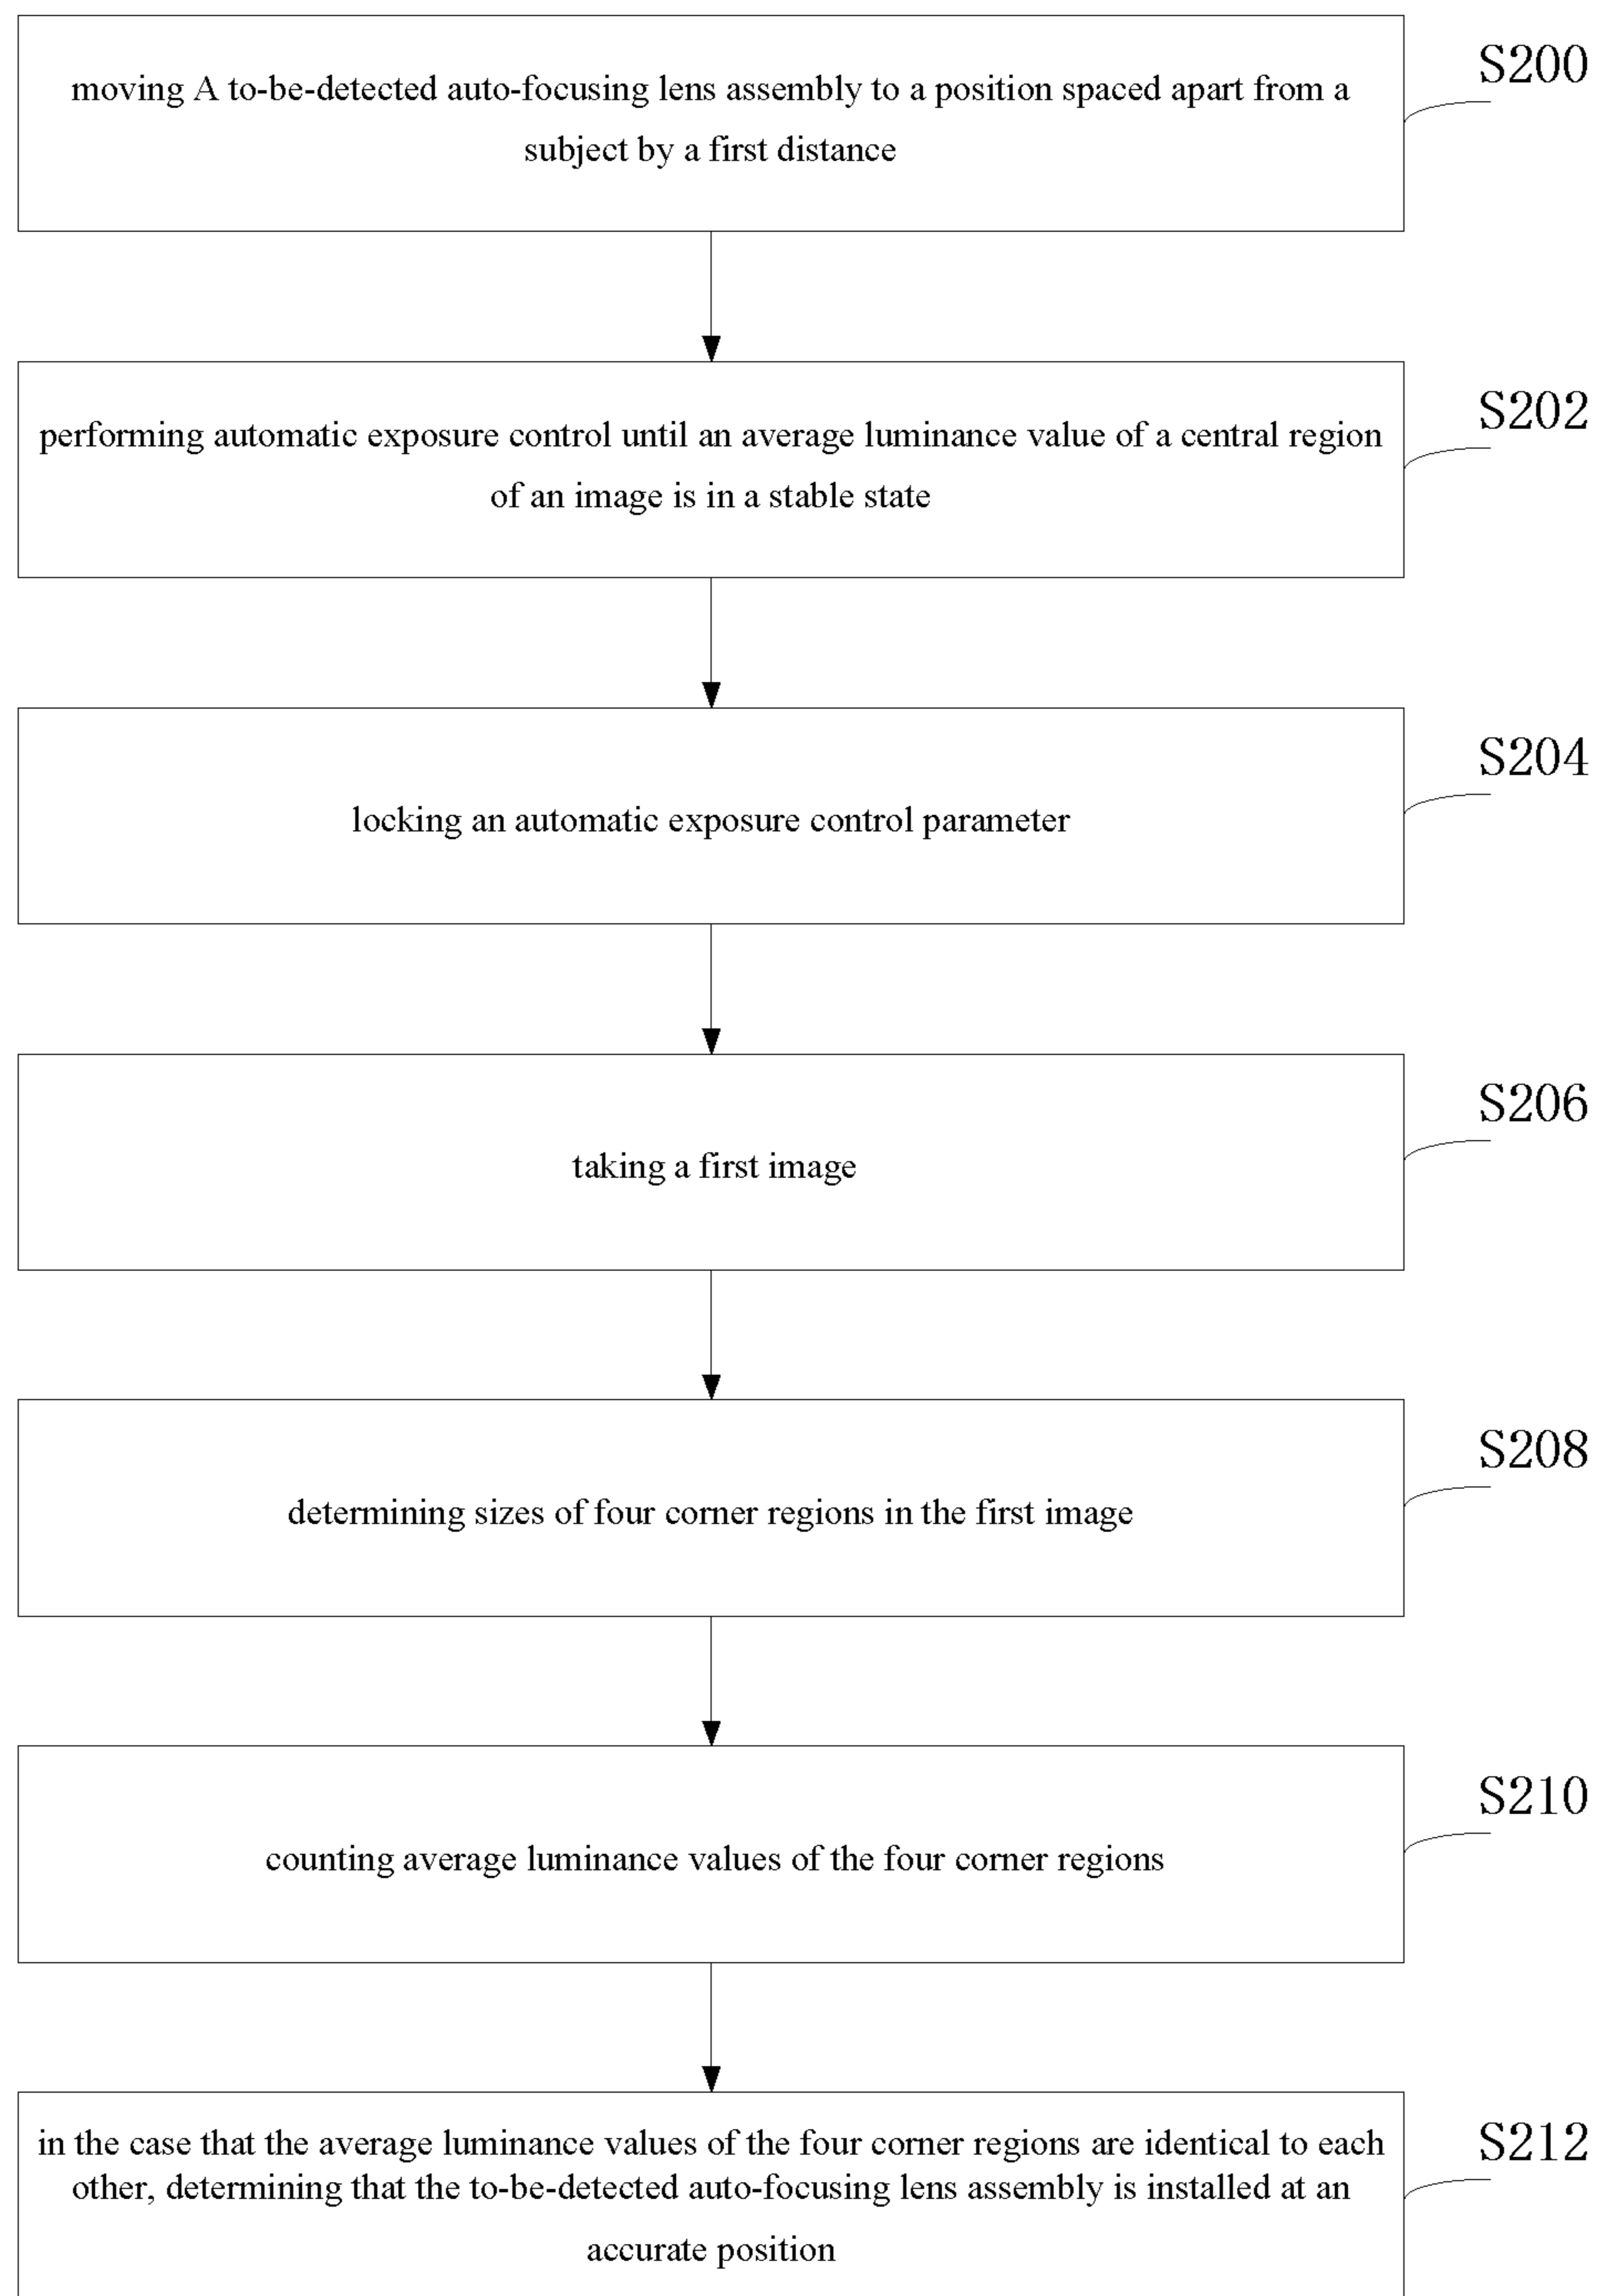 moving A to-be-detected auto-focusing lens assembly to a position spaced apart from a
subject by a first distance
S200
performing automatic exposure control until an average luminance value of a central region
of an image is in a stable state
S202
locking an automatic exposure control parameter
S204
taking a first image
S206
determining sizes of four corner regions in the first image
S208
counting average luminance values of the four corner regions
S210
in the case that the average luminance values of the four corner regions are identical to each
other, determining that the to-be-detected auto-focusing lens assembly is installed at an
accurate position
S212